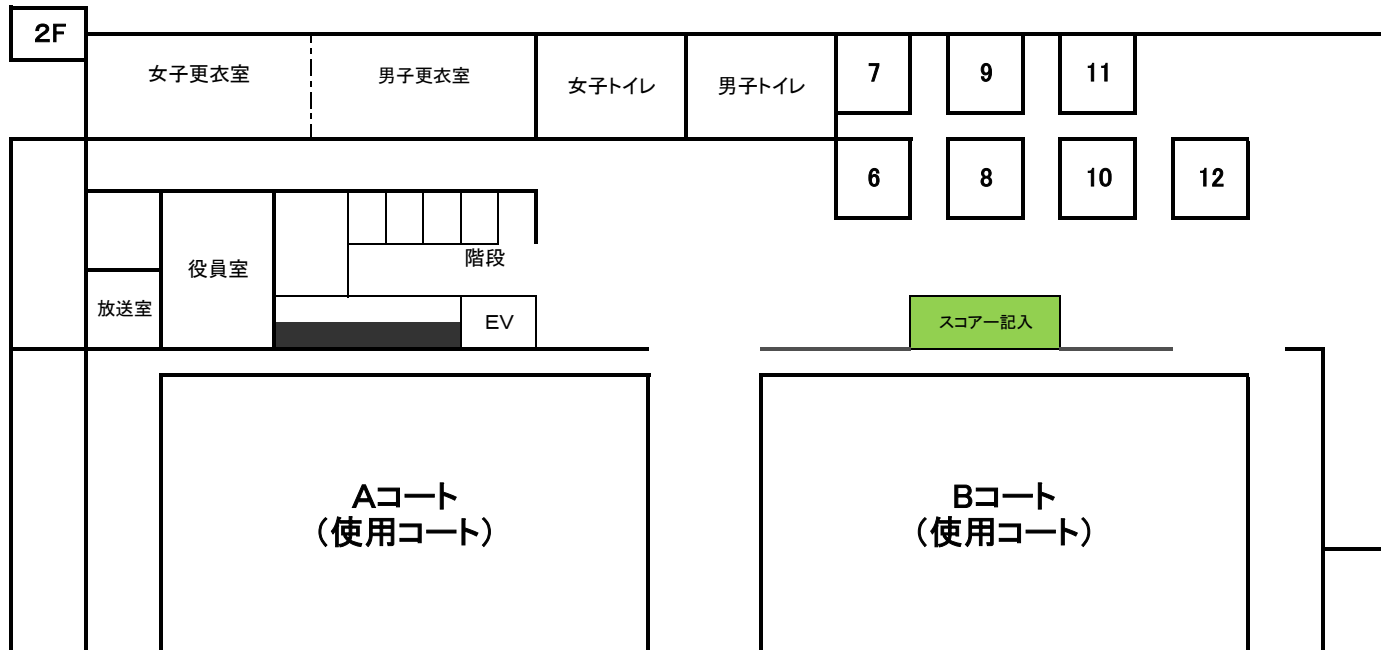 2F
女子更衣室
男子更衣室
女子トイレ
男子トイレ
7
9
11
6
8
10
12
役員室
階段
放送室
EV
スコアー記入
Aコート
(使用コート)
Bコート
(使用コート)